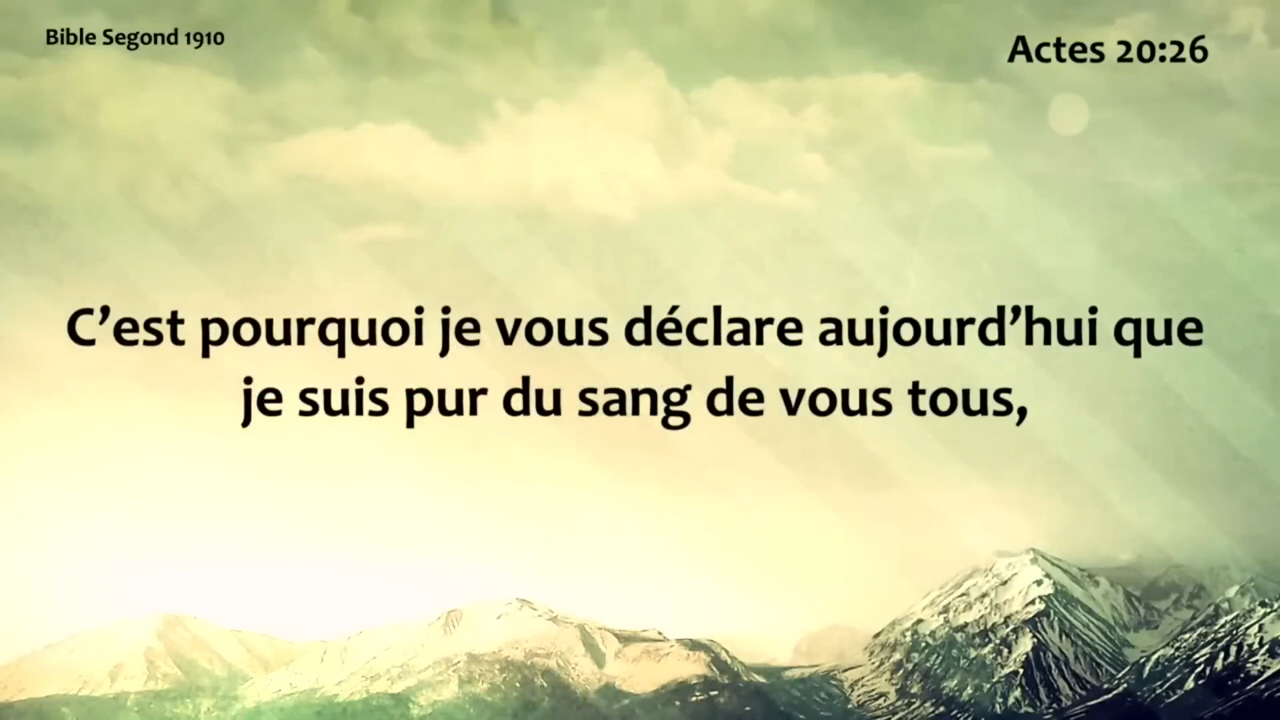 Bible Segond 1910
Actes 20:26
C’est pourquoi je vous déclare aujourd’hui que
je suis pur du sang de vous tous,